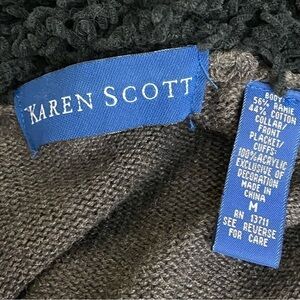 KAREN SCOTT
BODY:
56% RAMIE
44% COTTON
COLLAR/
FRONT
PLACKET/
CUFFS:
100% ACRYLIC
EXCLUSIVE OF
DECORATION
MADE IN
CHINA
M
RN 13711
SEE REVERSE
FOR CARE